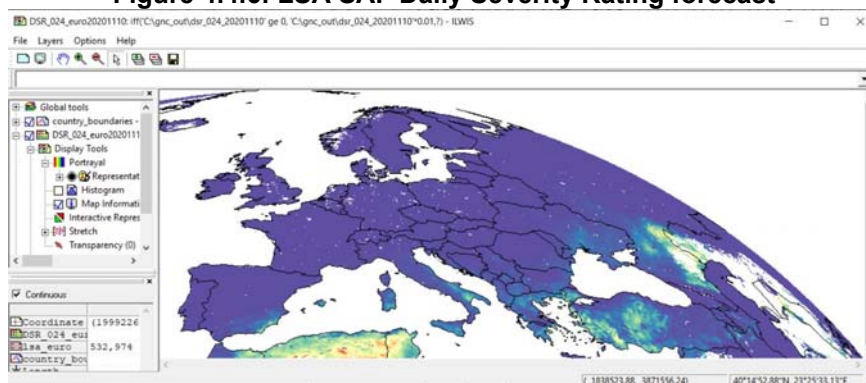 Figure 4.n.or LSA SAF Daily Severity Rating forecast
DSR_024_euro20201110: iff('C:\gnc_out\dsr_024_20201110' ge 0, 'C:\gnc_out\dsr_024_20201110'*0.01,?) - ILWIS
File Layers Options Help
Global tools
country_boundaries -
DSR_024_euro2020111
Display Tools
Portrayal
Representat
Histogram
Map Informati
Interactive Repres
Stretch
Transparency (0)
Continuous
Coordinate (1999226
DSR_024_eur
lsa_euro 532,974
country_bou
( 1038523.88, 3871556.24) 40°14'52.88"N, 23°25'33.13"E